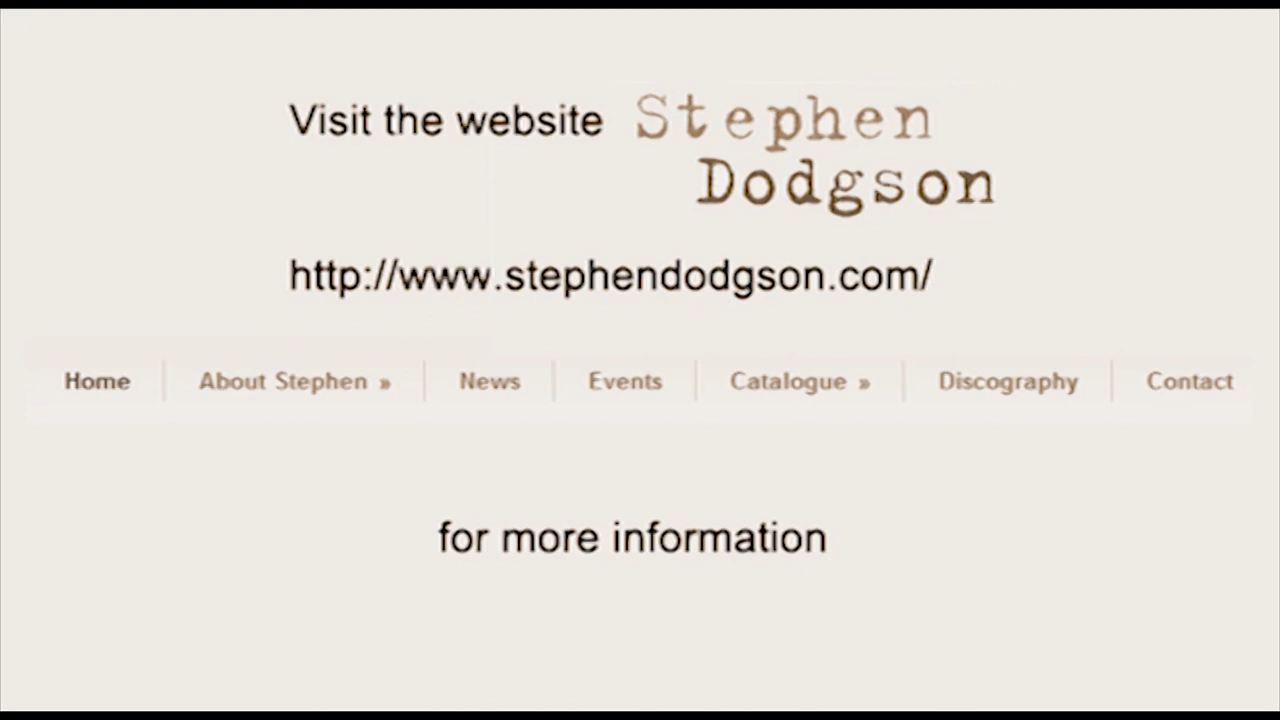 Visit the website Stephen
Dodgson
http://www.stephendodgson.com/
Home About Stephen » News Events Catalogue » Discography Contact
for more information